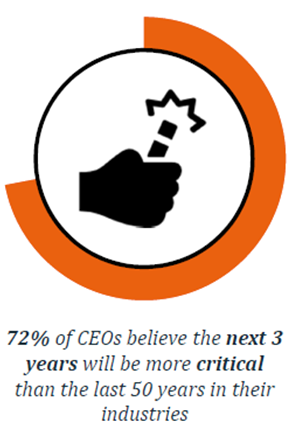 72% of CEOs believe the next 3
years will be more critical
than the last 50 years in their
industries